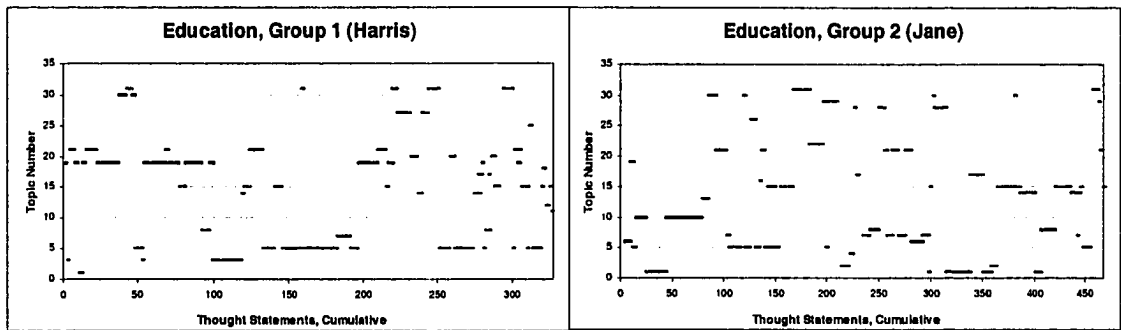 Education, Group 1 (Harris)
35
30
25
20
15
10
5
0
Topic Number
0 50 100 150 200 250 300
Thought Statements, Cumulative
Education, Group 2 (Jane)
35
30
25
20
15
10
5
0
Topic Number
0 50 100 150 200 250 300 350 400 450
Thought Statements, Cumulative